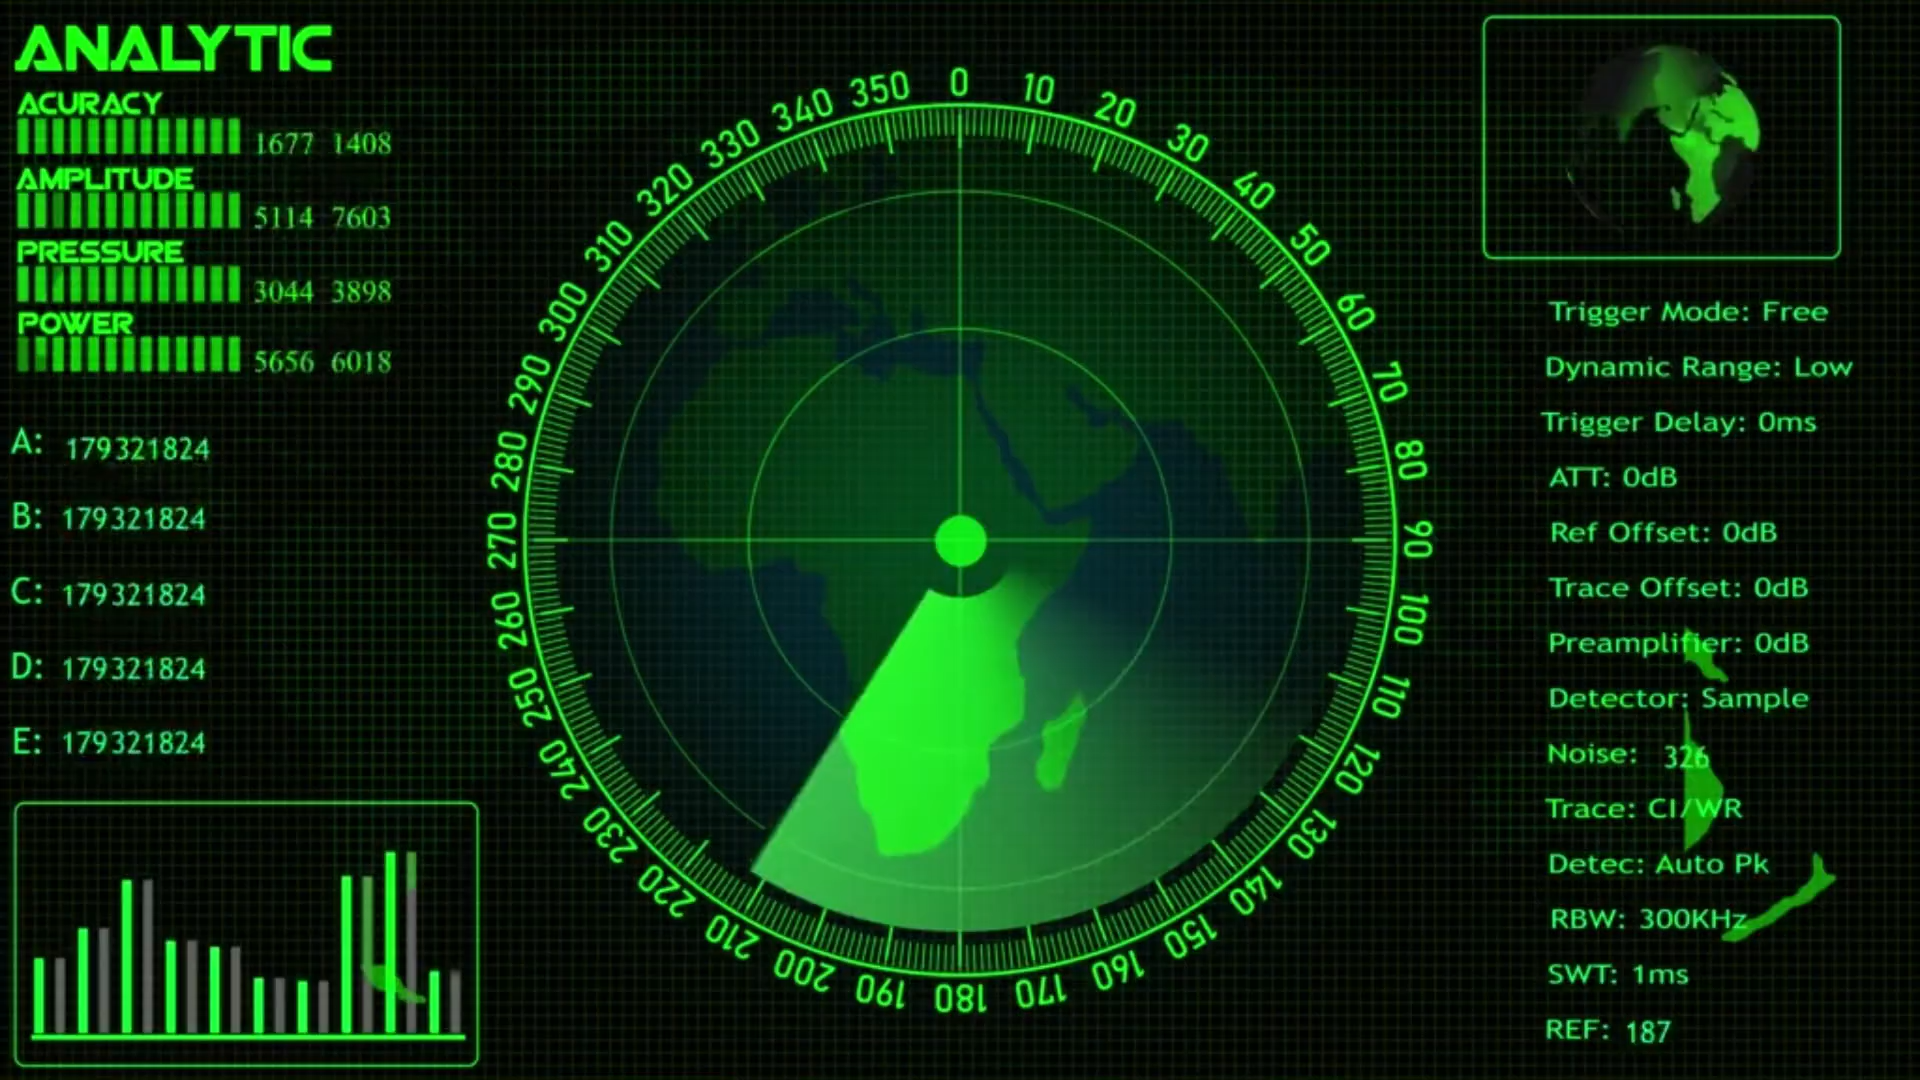 ANALYTIC
ACURACY
1677 1408
AMPLITUDE
5114 7603
PRESSURE
3044 3898
POWER
5656 6018
A: 179321824
B: 179321824
C: 179321824
D: 179321824
E: 179321824
0
10
20
30
40
50
60
70
80
90
100
110
120
130
140
150
160
170
180
190
200
210
220
230
240
250
260
270
280
290
300
310
320
330
340
350
Trigger Mode: Free
Dynamic Range: Low
Trigger Delay: 0ms
ATT: 0dB
Ref Offset: 0dB
Trace Offset: 0dB
Preamplifier: 0dB
Detector: Sample
Noise: 326
Trace: CI/WR
Detec: Auto Pk
RBW: 300KHz
SWT: 1ms
REF: 187